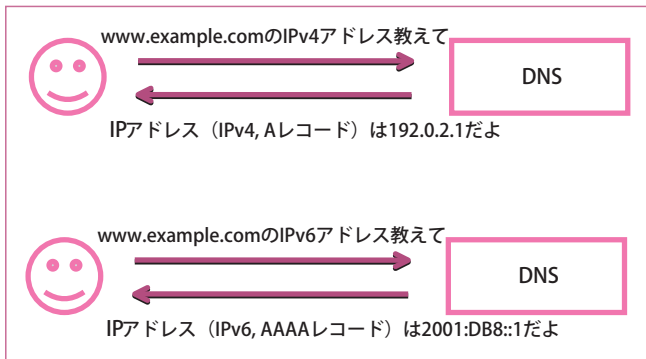 www.example.comのIPv4アドレス教えて
DNS
IPアドレス（IPv4, Aレコード）は192.0.2.1だよ
www.example.comのIPv6アドレス教えて
DNS
IPアドレス（IPv6, AAAAレコード）は2001:DB8::1だよ